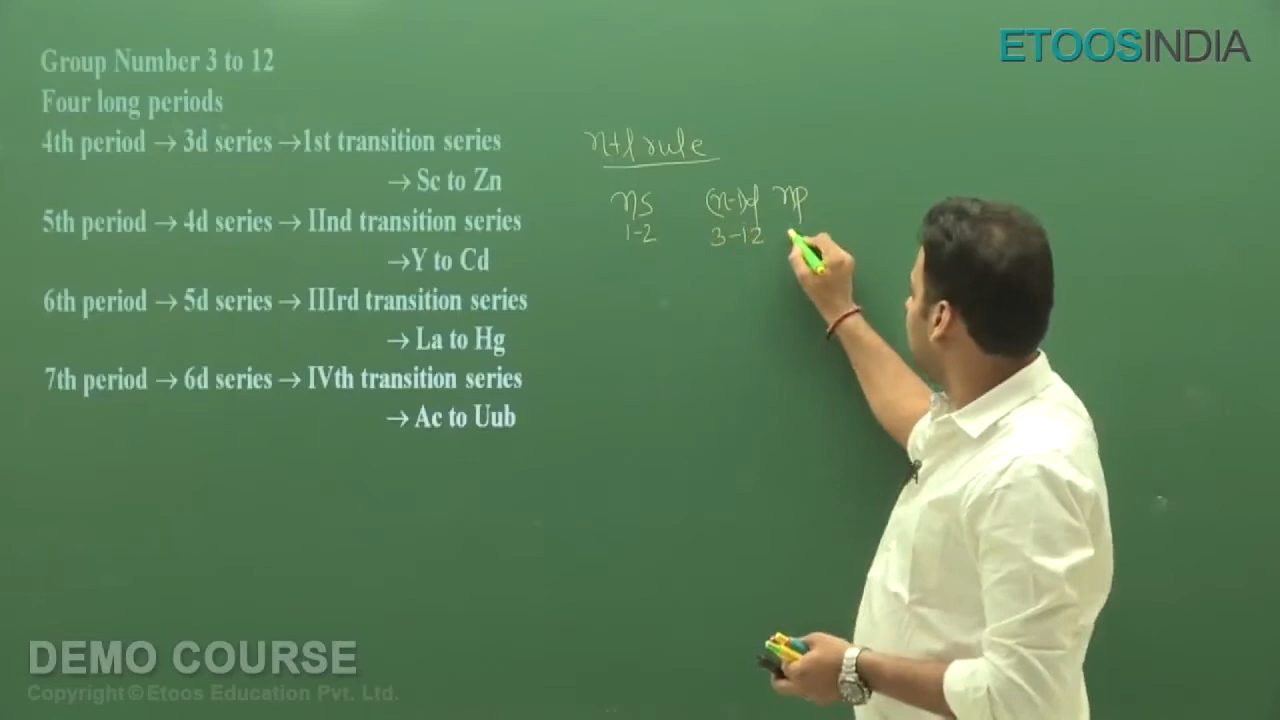 ETOOSINDIA
Group Number 3 to 12
Four long periods
4th period → 3d series →1st transition series
→ Sc to Zn
5th period → 4d series → IInd transition series
→Y to Cd
6th period → 5d series → IIIrd transition series
→ La to Hg
7th period → 6d series → IVth transition series
→ Ac to Uub
n+l rule
ns (n-1)d np
1-2 3-12
DEMO COURSE
Copyright © Etoos Education Pvt. Ltd.